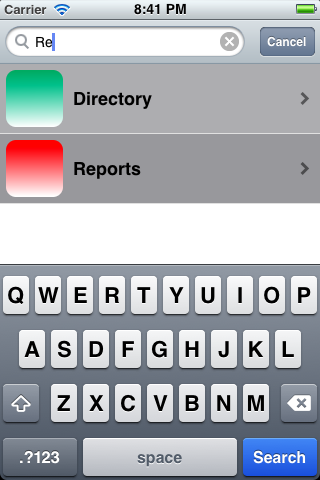 Carrier 8:41 PM
Re Cancel
Directory
Reports
Q W E R T Y U I O P
A S D F G H J K L
Z X C V B N M
.?123 space Search